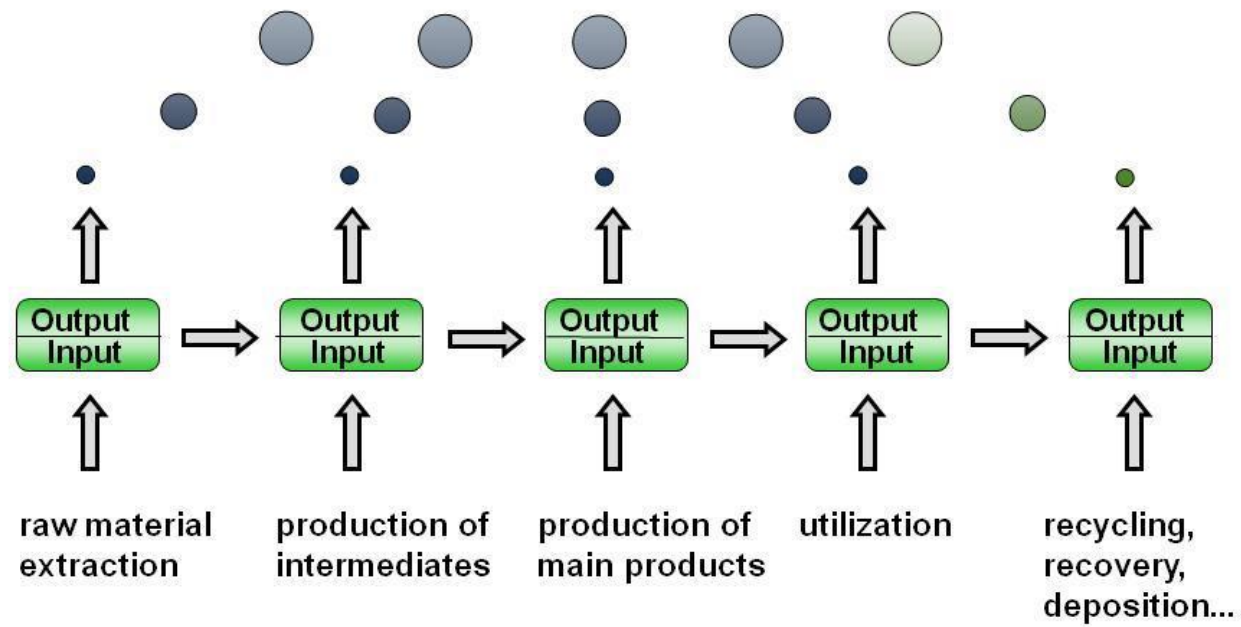 Output
Input
Output
Input
Output
Input
Output
Input
Output
Input
raw material
extraction
production of
intermediates
production of
main products
utilization
recycling,
recovery,
deposition...